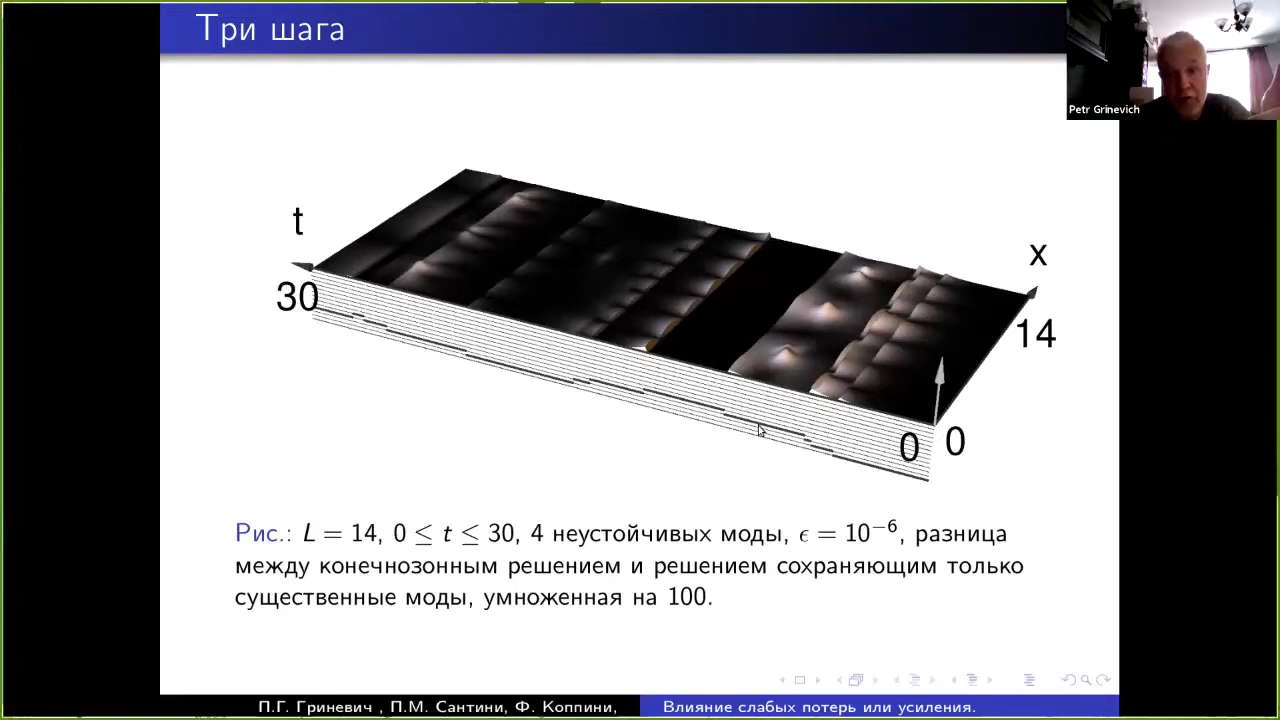 Три шага
Petr Grinevich
t
x
30
14
0
0
Рис.: L = 14, 0 ≤ t ≤ 30, 4 неустойчивых моды, ϵ = 10⁻⁶, разница
между конечнозонным решением и решением сохраняющим только
существенные моды, умноженная на 100.
П.Г. Гриневич , П.М. Сантини, Ф. Коппини,
Влияние слабых потерь или усиления.